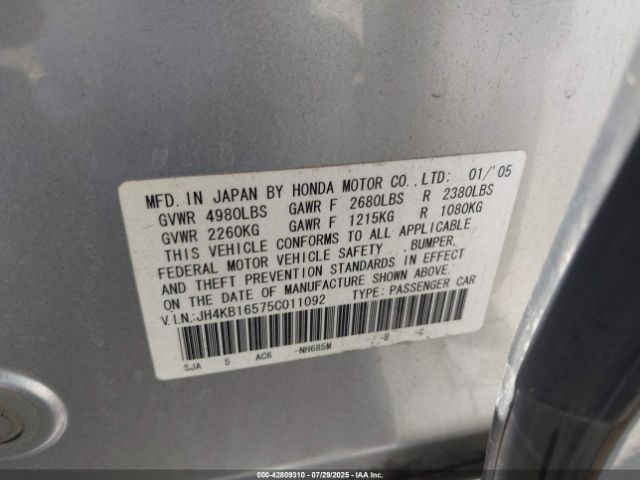 MFD. IN JAPAN BY HONDA MOTOR CO.,LTD: 01/'05
GVWR 4980LBS GAWR F 2680LBS R 2380LBS
GVWR 2260KG GAWR F 1215KG R 1080KG
THIS VEHICLE CONFORMS TO ALL APPLICABLE
FEDERAL MOTOR VEHICLE SAFETY , BUMPER,
AND THEFT PREVENTION STANDARDS IN EFFECT
ON THE DATE OF MANUFACTURE SHOWN ABOVE.
V.I.N.:JH4KB16575C011092 TYPE:PASSENGER CAR
SJA 5 AC6 -NH685M -B -C
000-42809310 - 07/29/2025 - IAA, Inc.